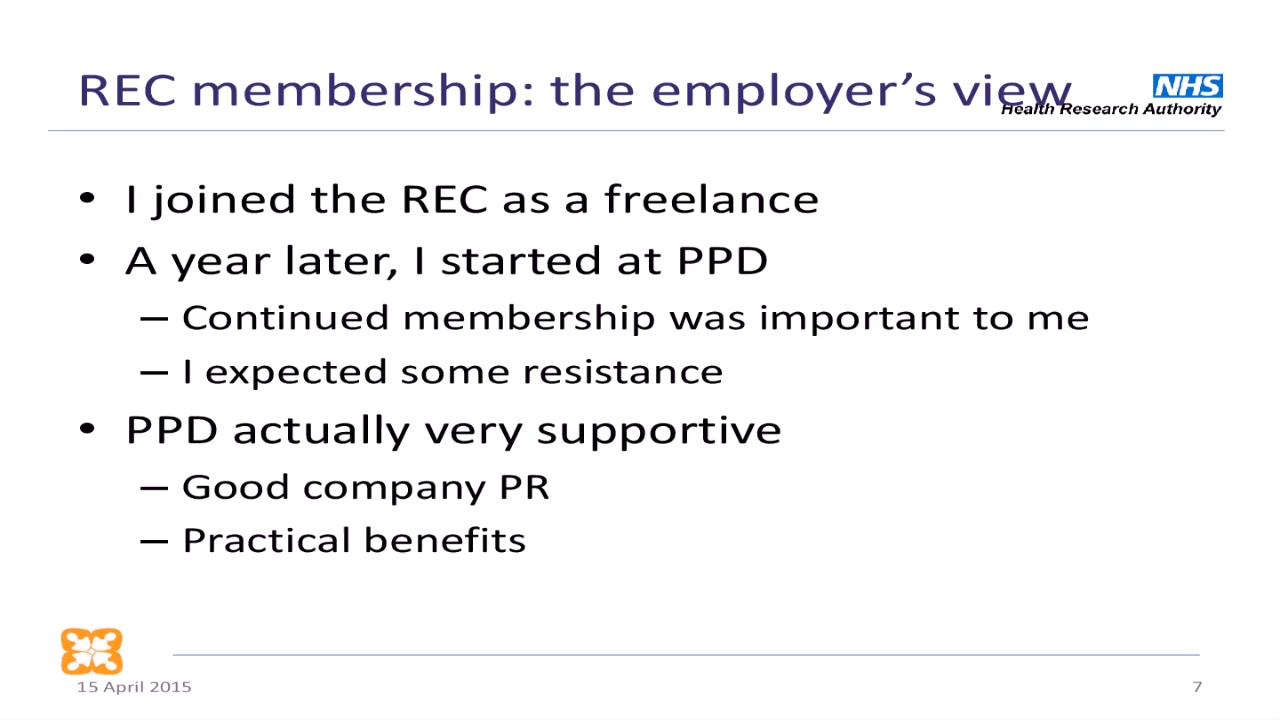 REC membership: the employer’s view
NHS
Health Research Authority
• I joined the REC as a freelance
• A year later, I started at PPD
– Continued membership was important to me
– I expected some resistance
• PPD actually very supportive
– Good company PR
– Practical benefits
15 April 2015
7